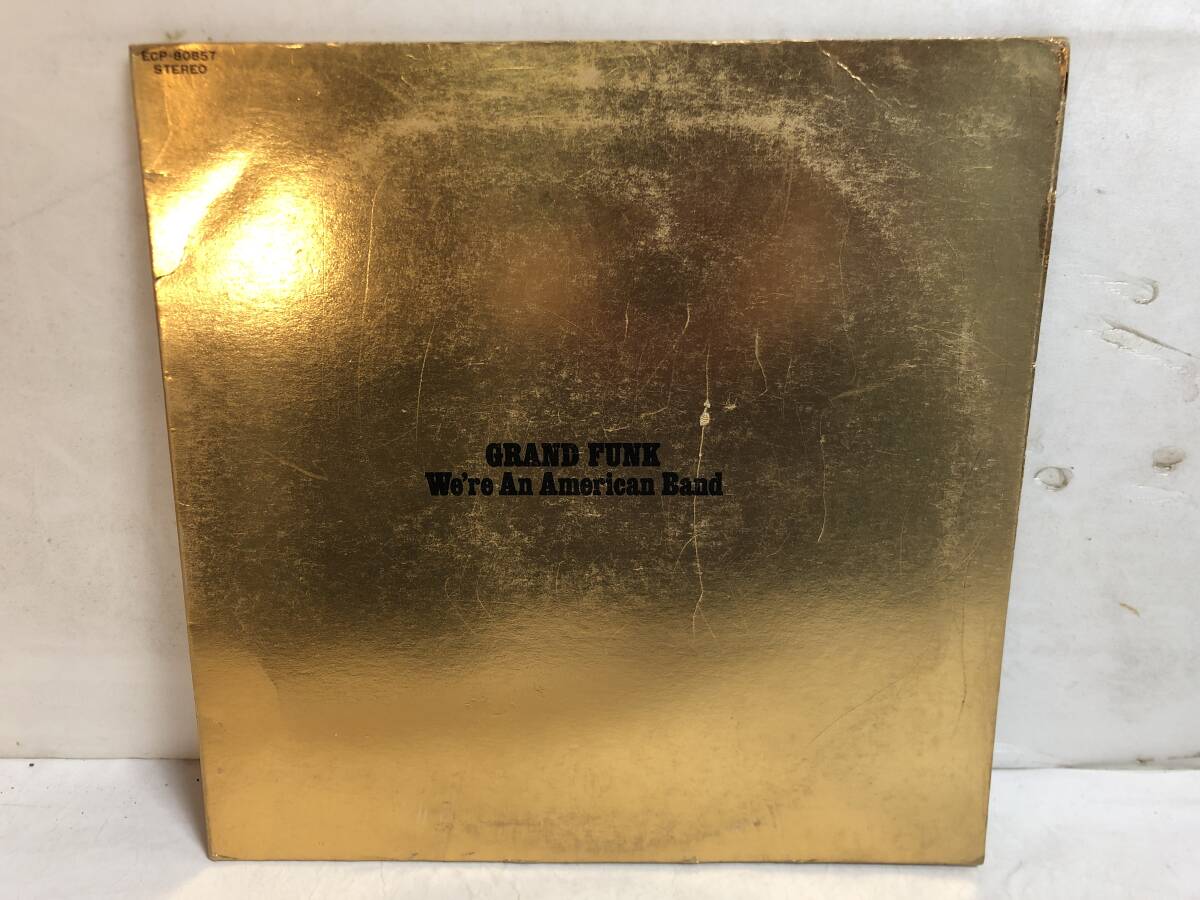 ECP-80857
STEREO
GRAND FUNK
We're An American Band